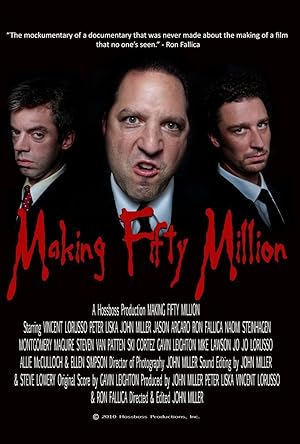 "The mockumentary of a documentary that was never made about the making of a film
that no one's seen." - Ron Fallica
Making Fifty Million
A Hossboss Production MAKING FIFTY MILLION
Starring VINCENT LORUSSO PETER LISKA JOHN MILLER JASON ARCARO RON FALLICA NAOMI STEINHAGEN
MONTGOMERY MAGUIRE STEVEN VAN PATTEN SKI CORTEZ GAVIN LEIGHTON MIKE LAWSON JO JO LORUSSO
ALLIE McCULLOCH & ELLEN SIMPSON Director of Photography JOHN MILLER Sound Editing by JOHN MILLER
& STEVE LOWERY Original Score by GAVIN LEIGHTON Produced by JOHN MILLER PETER LISKA VINCENT LORUSSO
& RON FALLICA Directed & Edited JOHN MILLER
© 2010 Hossboss Productions, Inc.